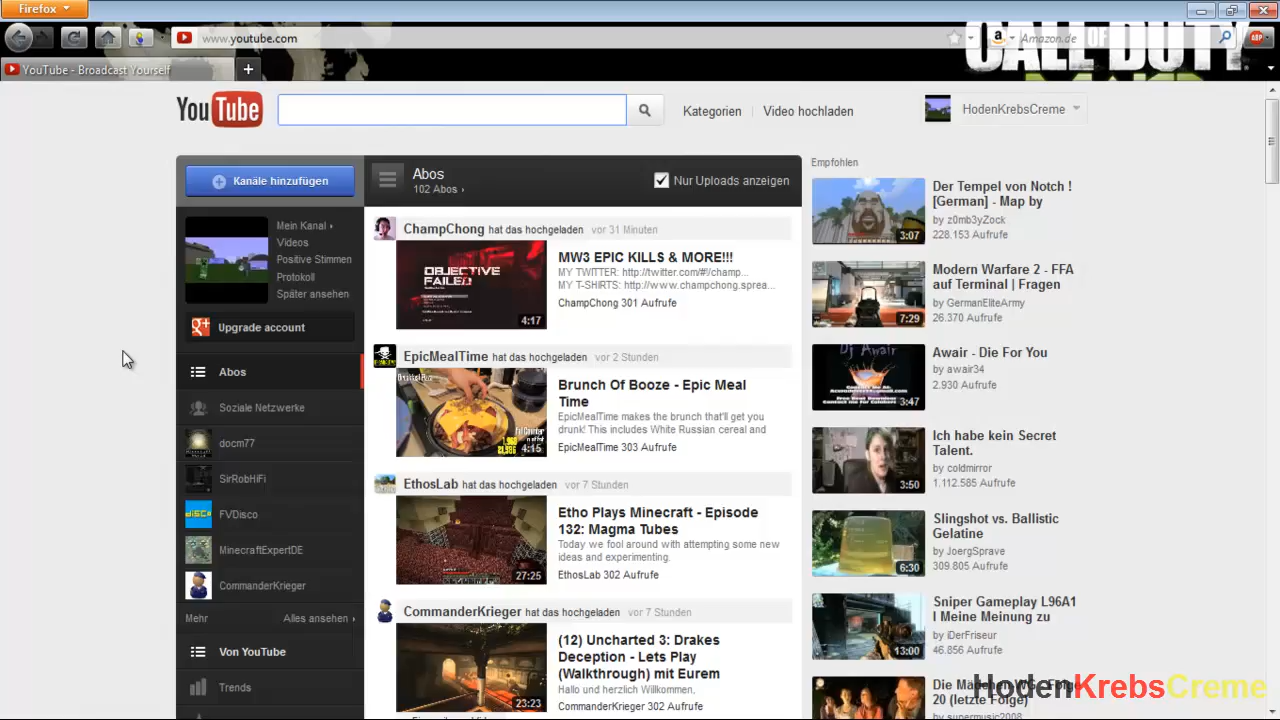 Firefox
www.youtube.com
Amazon.de
ABP
YouTube - Broadcast Yourself
CALL OF DUTY
YouTube
Kategorien
Video hochladen
HodenKrebsCreme
Kanäle hinzufügen
Mein Kanal ›
Videos
Positive Stimmen
Protokoll
Später ansehen
Upgrade account
Abos
Soziale Netzwerke
docm77
SirRobHiFi
FVDisco
MinecraftExpertDE
CommanderKrieger
Mehr
Alles ansehen ›
Von YouTube
Trends
Abos
102 Abos ›
Nur Uploads anzeigen
ChampChong hat das hochgeladen vor 31 Minuten
OBJECTIVE
FAILED
4:17
MW3 EPIC KILLS & MORE!!!
MY TWITTER: http://twitter.com/#!/champ...
MY T-SHIRTS: http://www.champchong.sprea...
ChampChong 301 Aufrufe
EpicMealTime hat das hochgeladen vor 2 Stunden
4:15
Brunch Of Booze - Epic Meal
Time
EpicMealTime makes the brunch that'll get you
drunk! This includes White Russian cereal and
EpicMealTime 303 Aufrufe
EthosLab hat das hochgeladen vor 7 Stunden
27:25
Etho Plays Minecraft - Episode
132: Magma Tubes
Today we fool around with attempting some new
ideas and experimenting.
EthosLab 302 Aufrufe
CommanderKrieger hat das hochgeladen vor 7 Stunden
23:23
(12) Uncharted 3: Drakes
Deception - Lets Play
(Walkthrough) mit Eurem
Hallo und herzlich Willkommen,
CommanderKrieger 302 Aufrufe
Empfohlen
3:07
Der Tempel von Notch !
[German] - Map by
by z0mb3yZock
228.153 Aufrufe
7:29
Modern Warfare 2 - FFA
auf Terminal | Fragen
by GermanEliteArmy
26.370 Aufrufe
Dj Awair
3:47
Awair - Die For You
by awair34
2.930 Aufrufe
3:50
Ich habe kein Secret
Talent.
by coldmirror
1.112.585 Aufrufe
6:30
Slingshot vs. Ballistic
Gelatine
by JoergSprave
309.805 Aufrufe
13:00
Sniper Gameplay L96A1
I Meine Meinung zu
by iDerFriseur
46.856 Aufrufe
Die Mädchen-WG - Folge
20 (letzte Folge)
by supermusic2008
HodenKrebsCreme